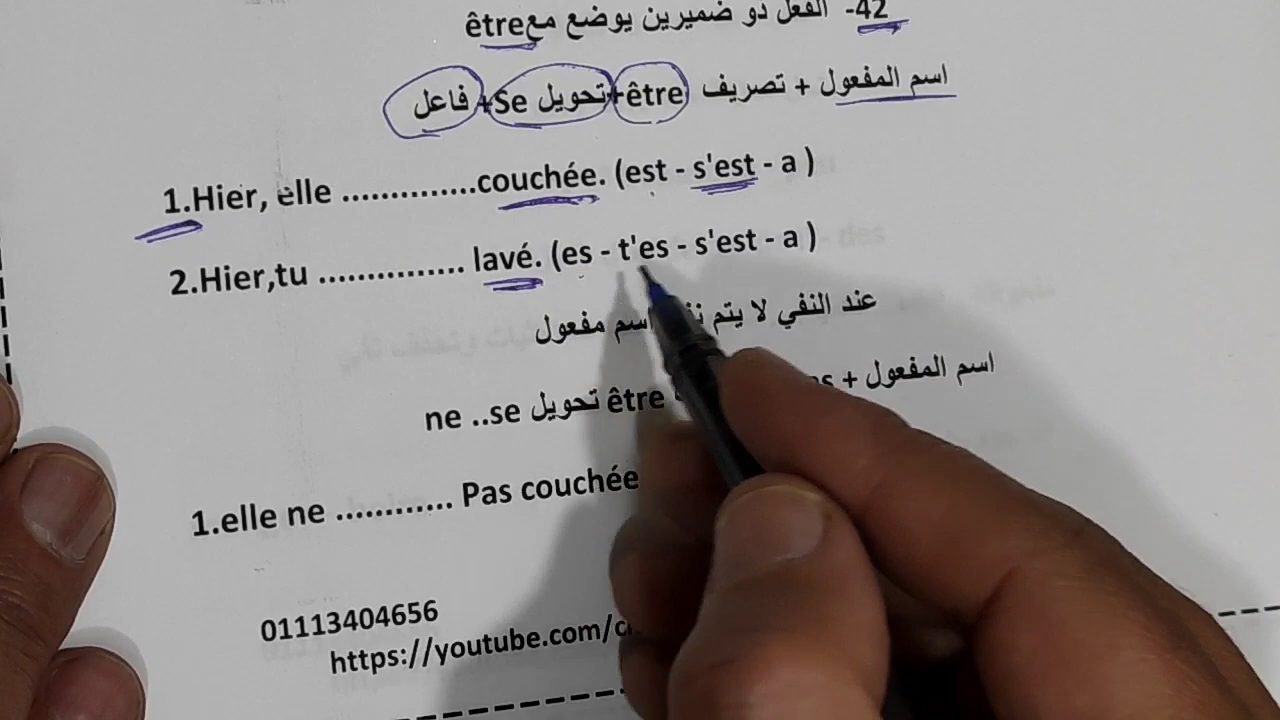 42- الفعل ذو ضميرين يوضع مع être
فاعل + تحويل se + être تصريف + اسم المفعول
1.Hier, elle ..............couchée. (est - s'est - a )
2.Hier,tu ............... lavé. (es - t'es - s'est - a )
عند النفي لا يتم اسم مفعول
ne ..se تحويل être + اسم المفعول
1.elle ne ............ Pas couchée
01113404656
https://youtube.com/c